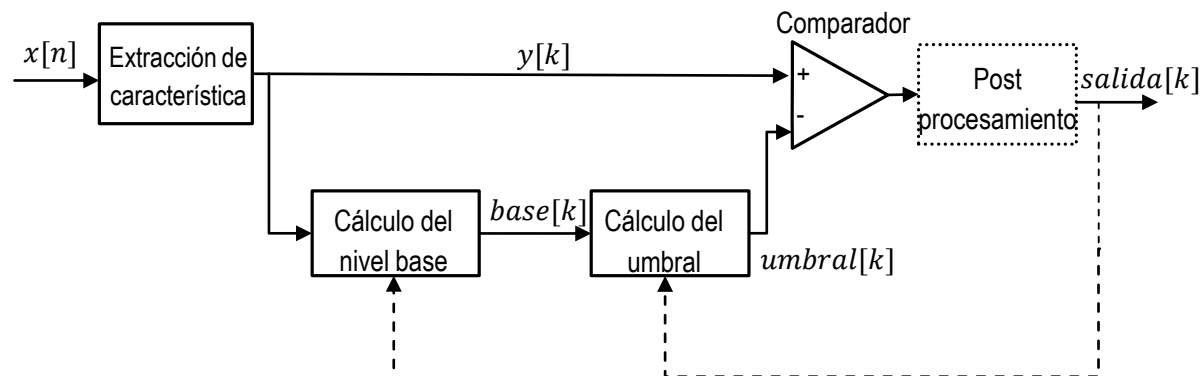 Comparador
x[n]
Extracción de
característica
y[k]
+
-
Post
procesamiento
salida[k]
Cálculo del
nivel base
base[k]
Cálculo del
umbral
umbral[k]